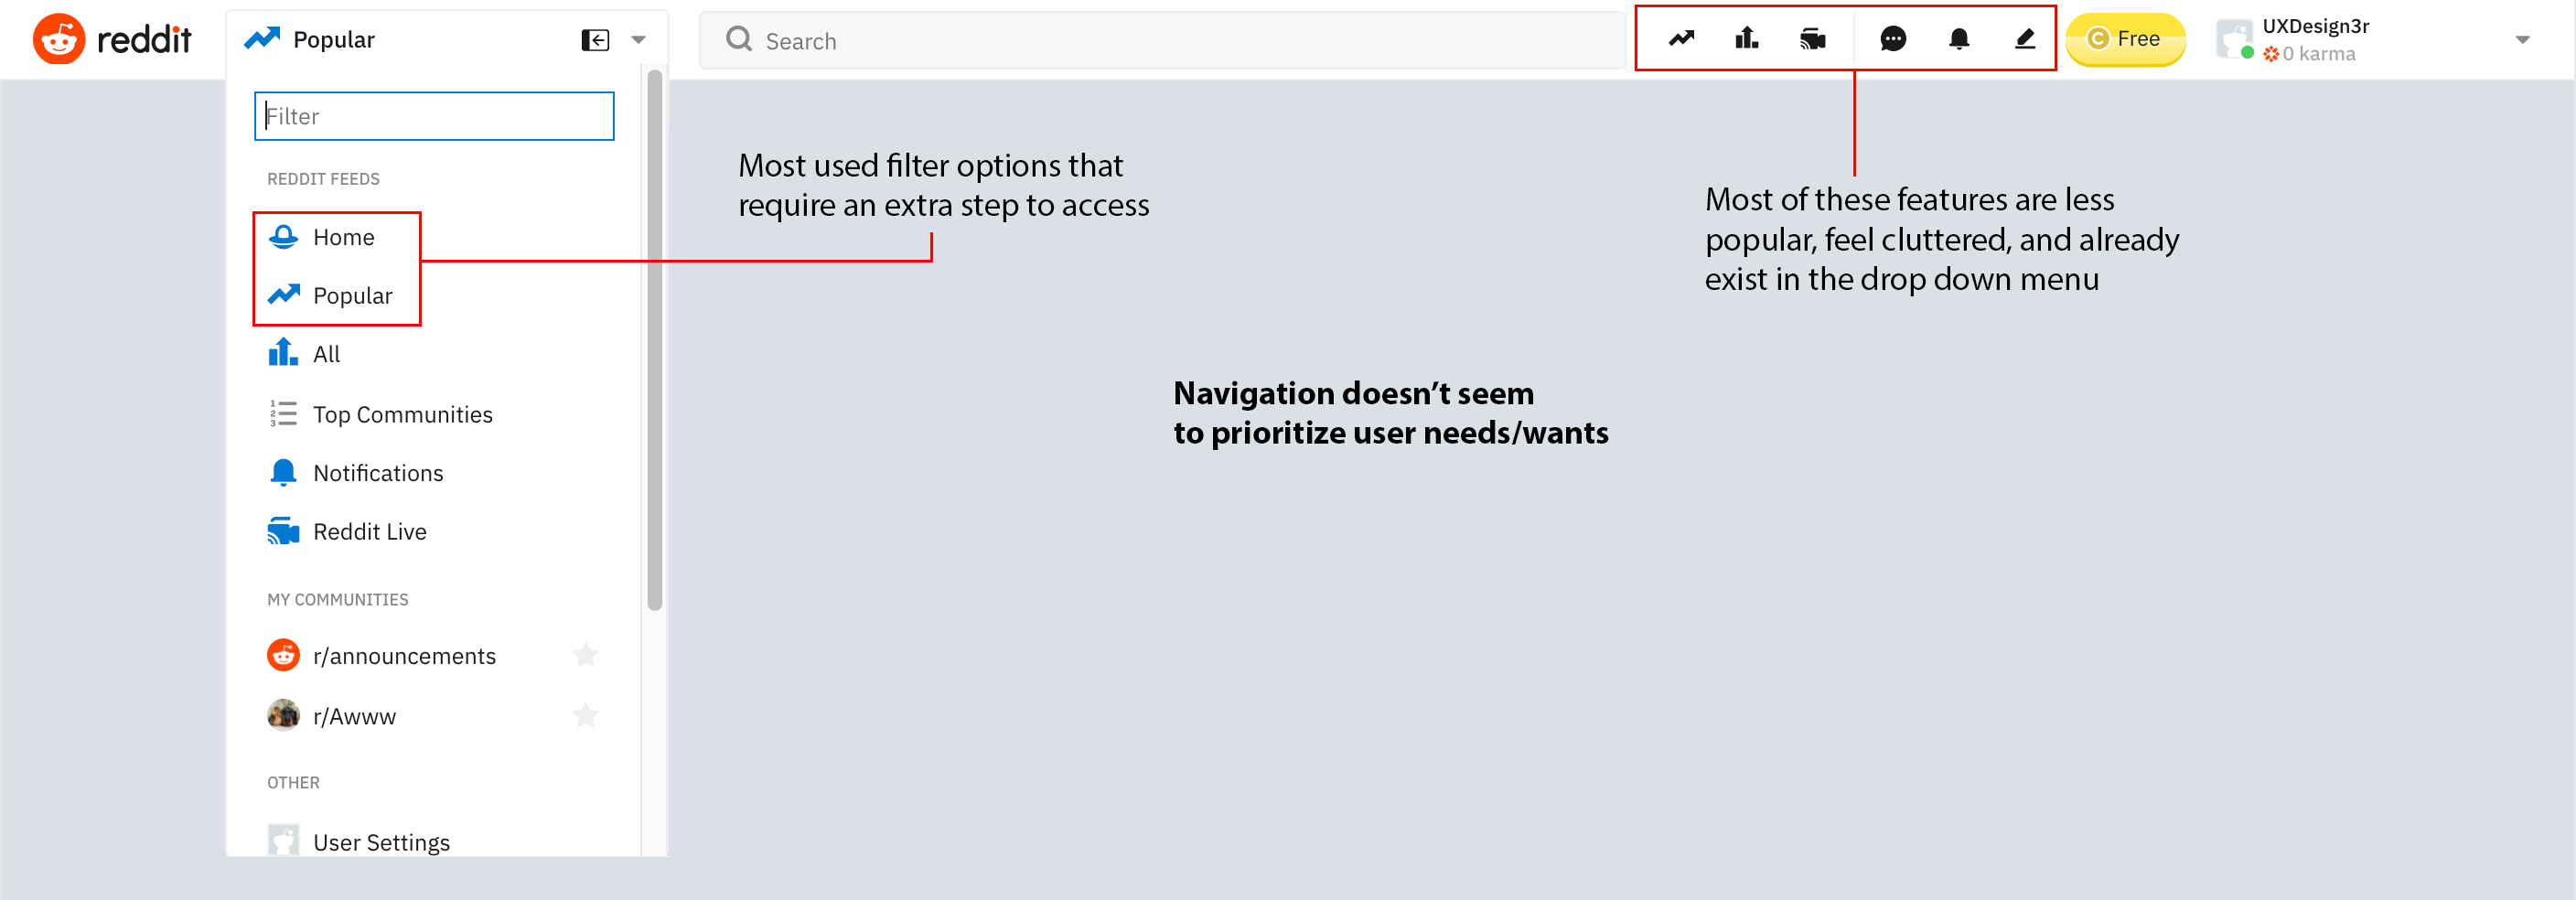 reddit
Popular
Search
Free
UXDesign3r
0 karma
Filter
REDDIT FEEDS
Home
Popular
All
1
2
3
Top Communities
Notifications
Reddit Live
MY COMMUNITIES
r/announcements
r/Awww
OTHER
User Settings
Most used filter options that
require an extra step to access
Most of these features are less
popular, feel cluttered, and already
exist in the drop down menu
Navigation doesn’t seem
to prioritize user needs/wants